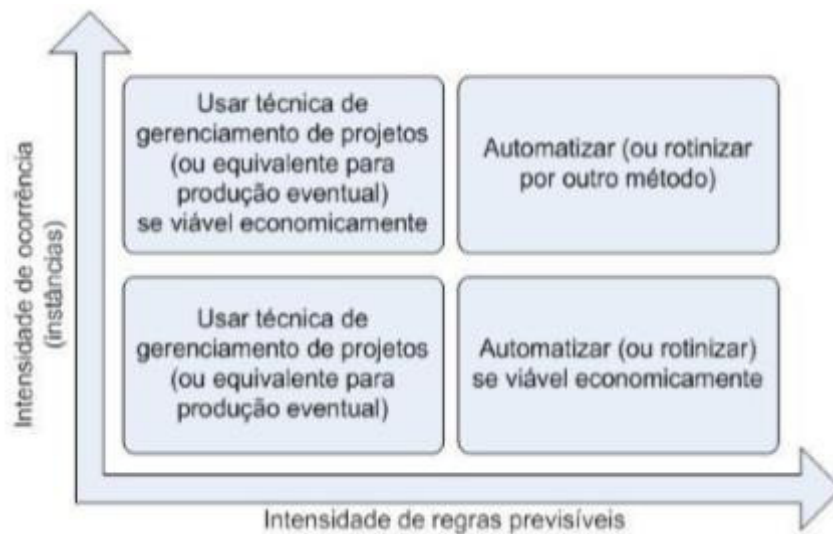 Intensidade de ocorrência
(instâncias)
Usar técnica de
gerenciamento de projetos
(ou equivalente para
produção eventual)
se viável economicamente
Automatizar (ou rotinizar
por outro método)
Usar técnica de
gerenciamento de projetos
(ou equivalente para
produção eventual)
Automatizar (ou rotinizar)
se viável economicamente
Intensidade de regras previsíveis